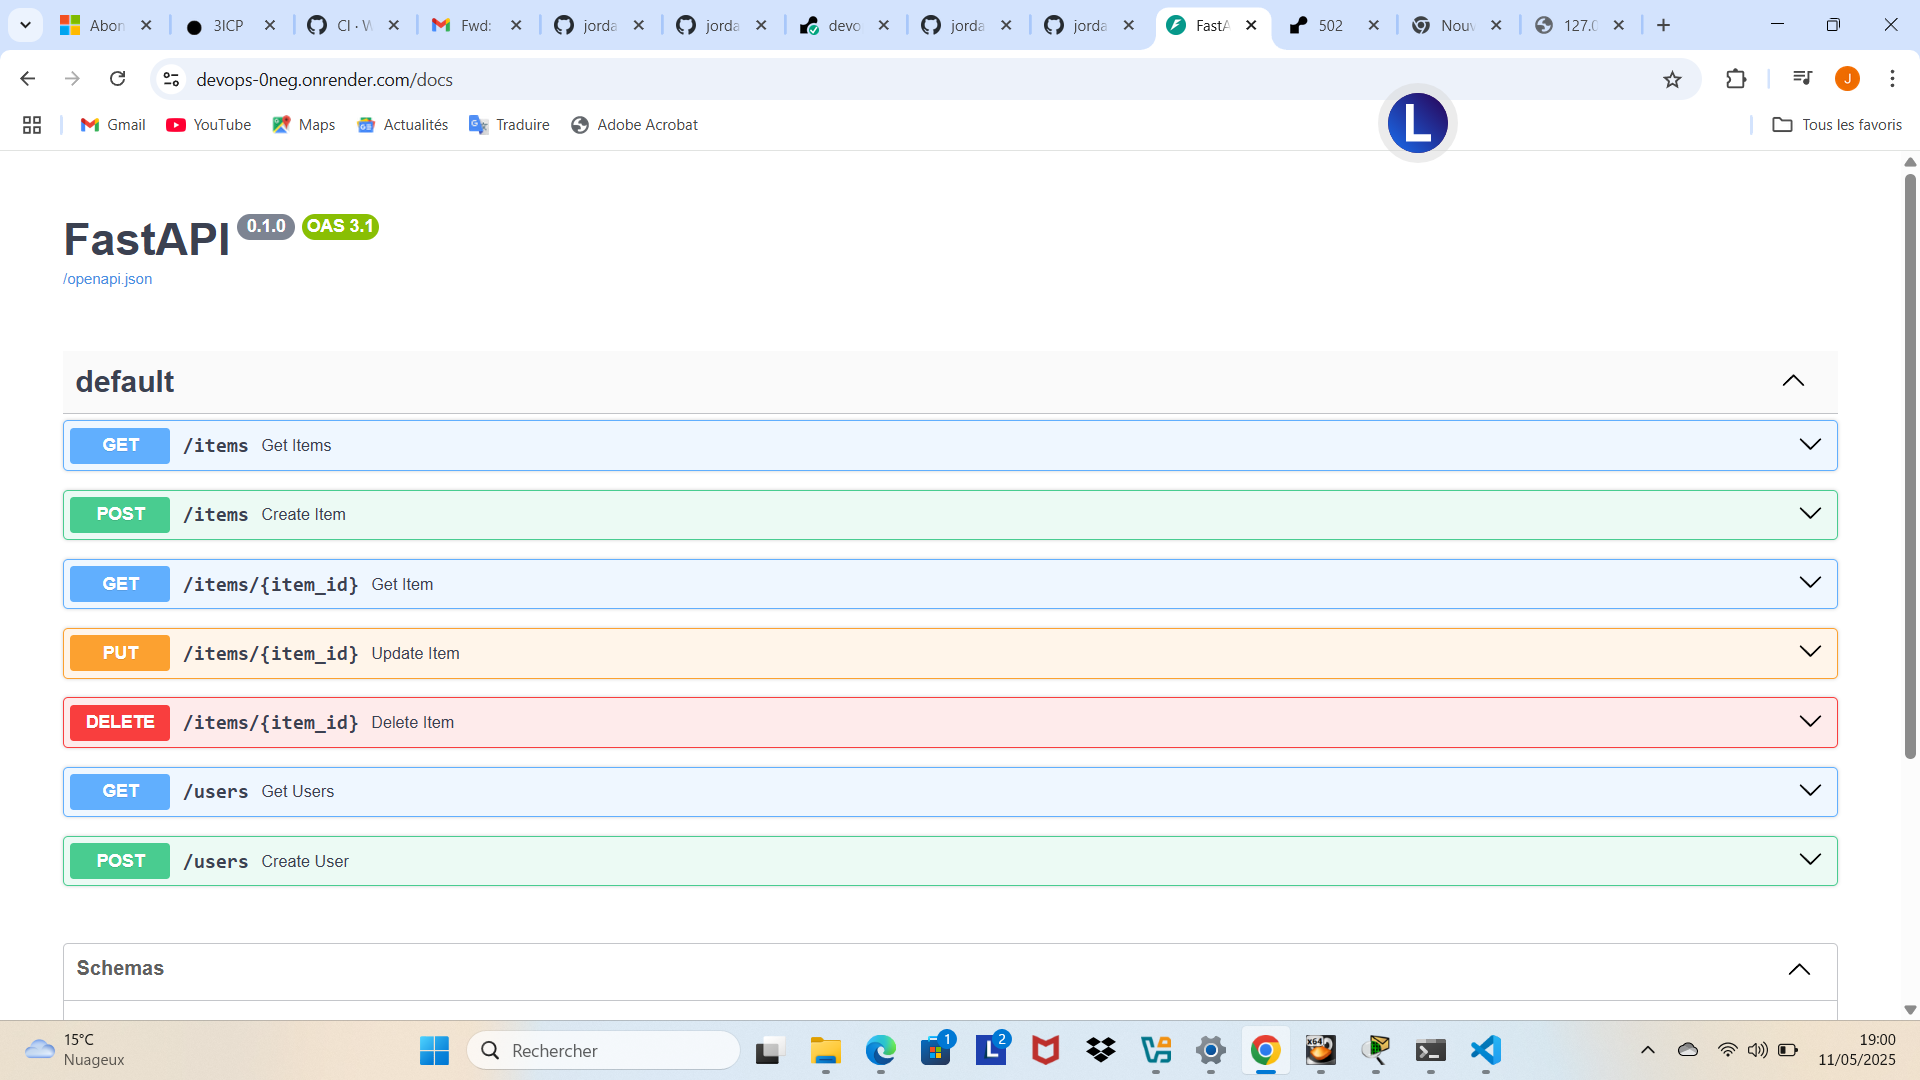 Abon
3ICP
CI · W
Fwd:
jorda
jorda
devo
jorda
jorda
FastA
502
Nouv
127.0
devops-0neg.onrender.com/docs
J
Gmail
YouTube
Maps
Actualités
Traduire
Adobe Acrobat
L
Tous les favoris
FastAPI 0.1.0 OAS 3.1
/openapi.json
default
GET /items Get Items
POST /items Create Item
GET /items/{item_id} Get Item
PUT /items/{item_id} Update Item
DELETE /items/{item_id} Delete Item
GET /users Get Users
POST /users Create User
Schemas
15°C
Nuageux
Rechercher
1
L 2
x64
19:00
11/05/2025